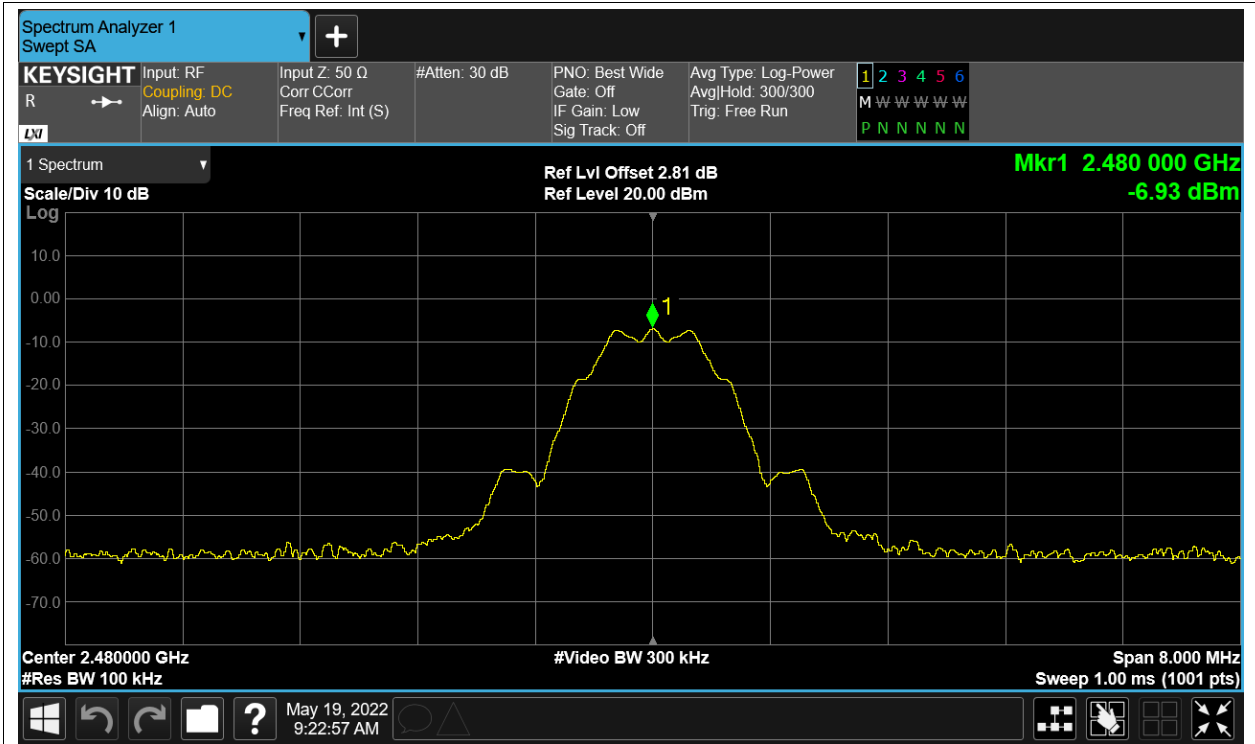 Spectrum Analyzer 1
Swept SA
KEYSIGHT
R
LXI
Input: RF
Coupling: DC
Align: Auto
Input Z: 50 Ω
Corr CCorr
Freq Ref: Int (S)
#Atten: 30 dB
PNO: Best Wide
Gate: Off
IF Gain: Low
Sig Track: Off
Avg Type: Log-Power
Avg|Hold: 300/300
Trig: Free Run
1 2 3 4 5 6
M W W W W W
P N N N N N
1 Spectrum
Scale/Div 10 dB
Log
Ref Lvl Offset 2.81 dB
Ref Level 20.00 dBm
Mkr1 2.480 000 GHz
-6.93 dBm
10.0
0.00
1
-10.0
-20.0
-30.0
-40.0
-50.0
-60.0
-70.0
Center 2.480000 GHz
#Res BW 100 kHz
#Video BW 300 kHz
Span 8.000 MHz
Sweep 1.00 ms (1001 pts)
?
May 19, 2022
9:22:57 AM